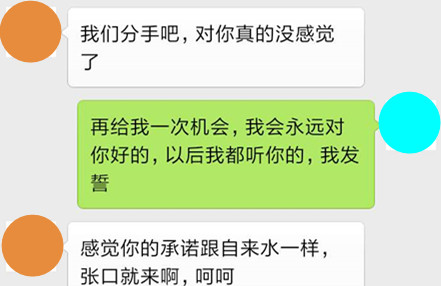 我们分手吧，对你真的没感觉
了
再给我一次机会，我会永远对
你好的，以后我都听你的，我发
誓
感觉你的承诺跟自来水一样，
张口就来啊，呵呵